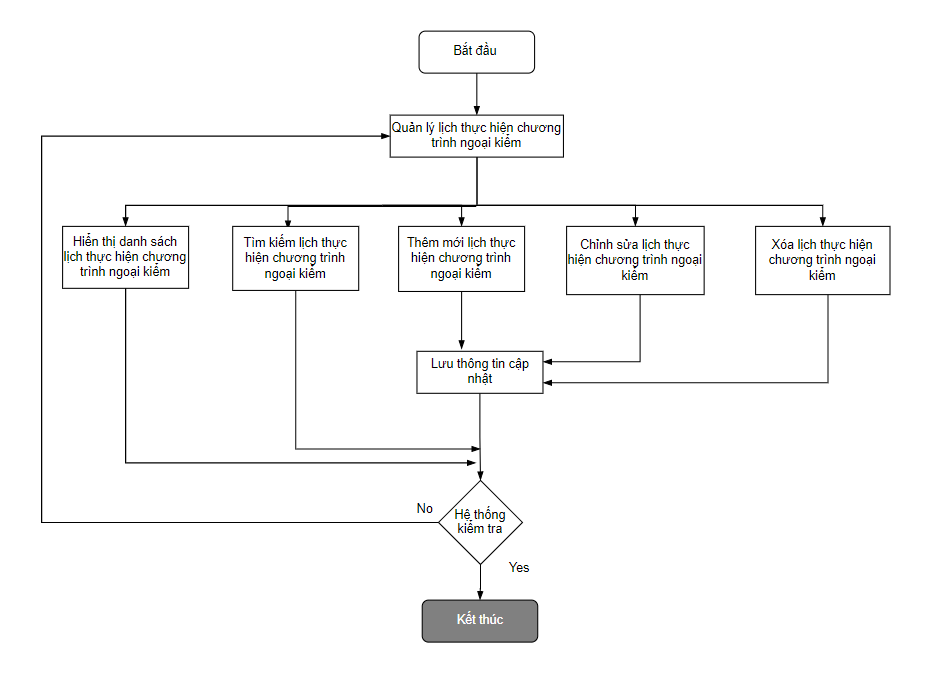 Bắt đầu
Quản lý lịch thực hiện chương
trình ngoại kiểm
Hiển thị danh sách
lịch thực hiện chương
trình ngoại kiểm
Tìm kiếm lịch thực
hiện chương trình
ngoại kiểm
Thêm mới lịch thực
hiện chương trình
ngoại kiểm
Chỉnh sửa lịch thực
hiện chương trình ngoại
kiểm
Xóa lịch thực hiện
chương trình ngoại
kiểm
Lưu thông tin cập
nhật
No
Hệ thống
kiểm tra
Yes
Kết thúc